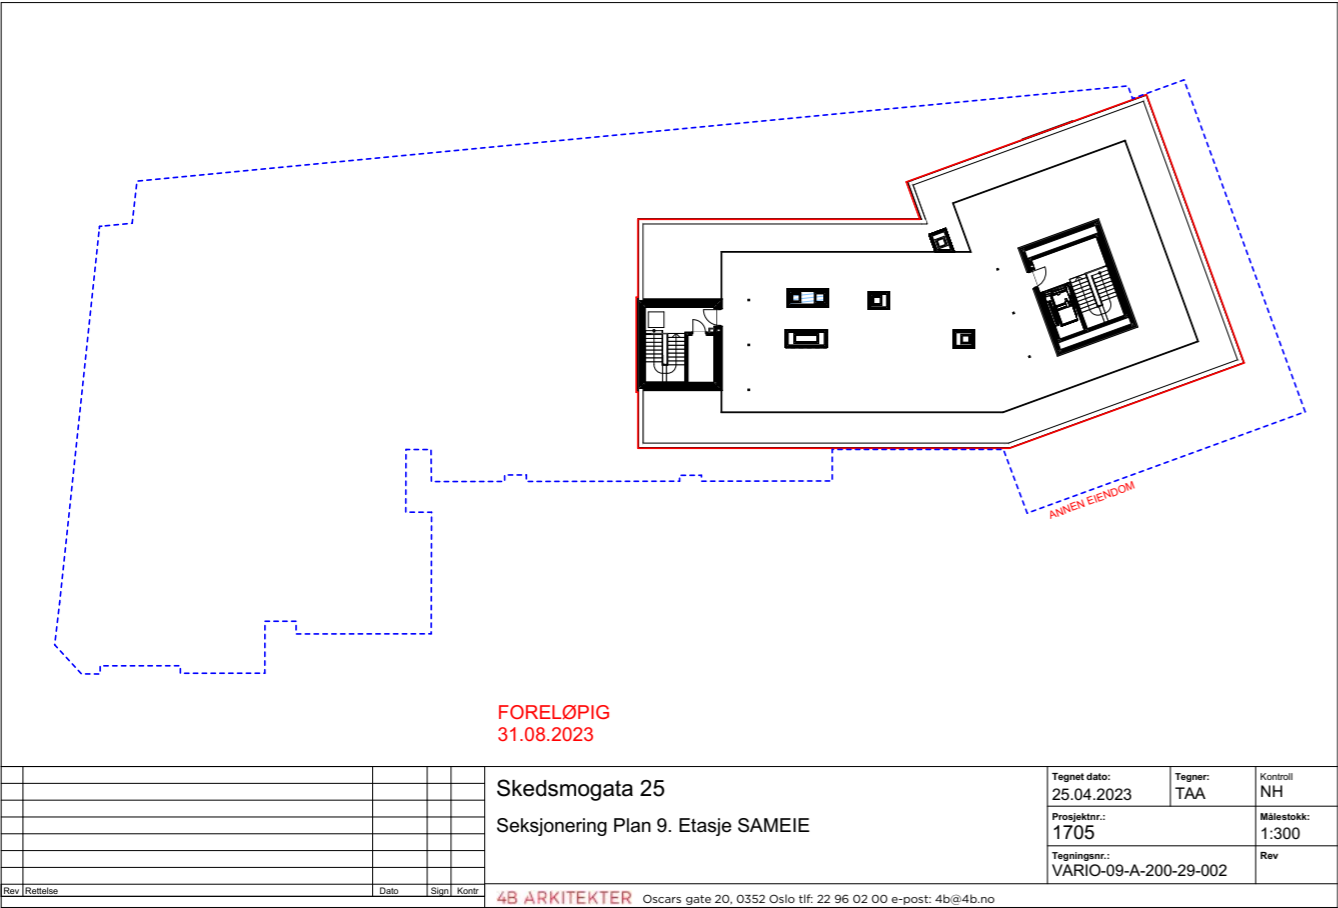 ANNEN EIENDOM
FORELØPIG
31.08.2023
Skedsmogata 25
Seksjonering Plan 9. Etasje SAMEIE
Tegnet dato:
25.04.2023
Tegner:
TAA
Kontroll
NH
Prosjektnr.:
1705
Målestokk:
1:300
Tegningsnr.:
VARIO-09-A-200-29-002
Rev
Rev Rettelse Dato Sign Kontr
4B ARKITEKTER Oscars gate 20, 0352 Oslo tlf: 22 96 02 00 e-post: 4b@4b.no